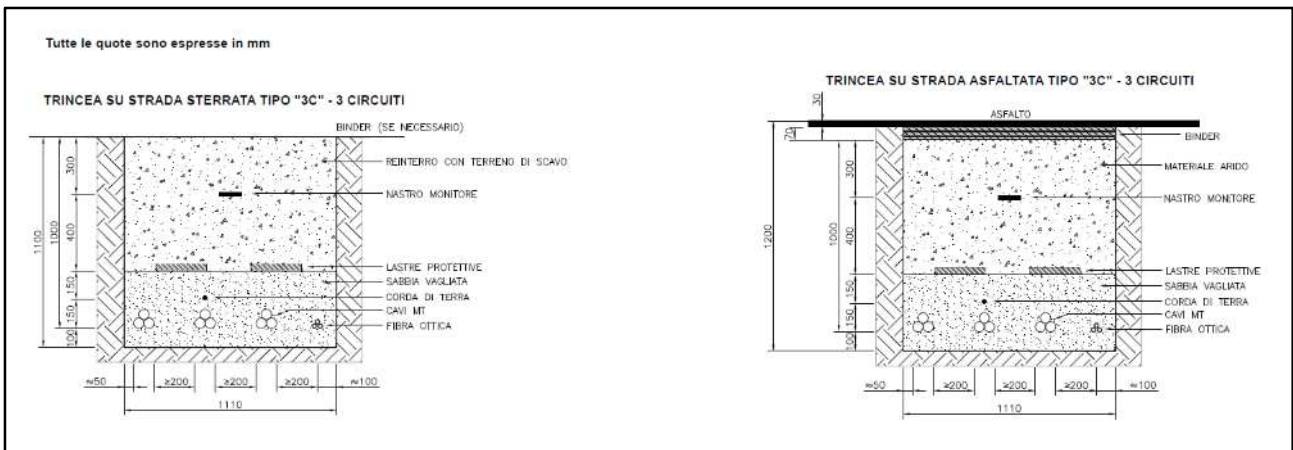 Tutte le quote sono espresse in mm
TRINCEA SU STRADA STERRATA TIPO "3C" - 3 CIRCUITI
BINDER (SE NECESSARIO)
REINTERRO CON TERRENO DI SCAVO
NASTRO MONITORE
LASTRE PROTETTIVE
SABBIA VAGLIATA
CORDA DI TERRA
CAVI MT
FIBRA OTTICA
1100
1000
300
400
150
150
100
≈50
≥200
≥200
≥200
≈100
1110
TRINCEA SU STRADA ASFALTATA TIPO "3C" - 3 CIRCUITI
30
ASFALTO
70
BINDER
MATERIALE ARIDO
NASTRO MONITORE
LASTRE PROTETTIVE
SABBIA VAGLIATA
CORDA DI TERRA
CAVI MT
FIBRA OTTICA
1200
1000
300
400
150
150
100
≈50
≥200
≥200
≥200
≈100
1110